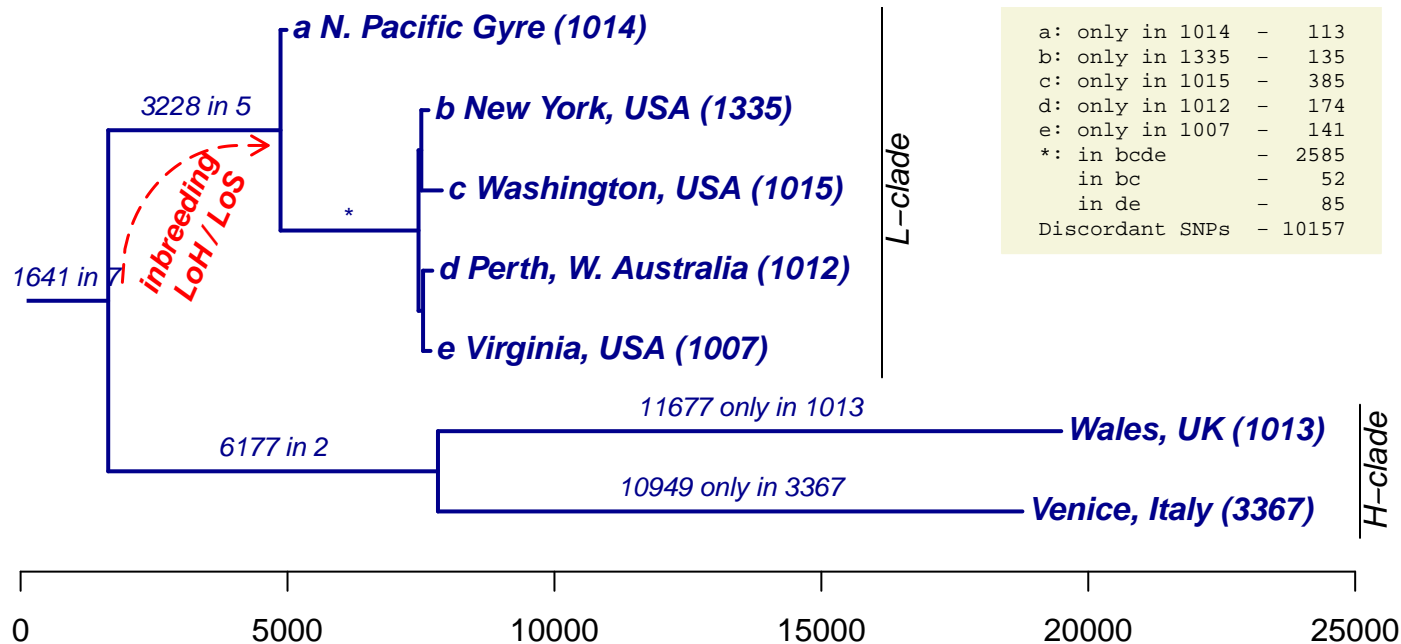 a N. Pacific Gyre (1014)
3228 in 5
b New York, USA (1335)
inbreeding
LoH / LoS
c Washington, USA (1015)
*
1641 in 7
d Perth, W. Australia (1012)
e Virginia, USA (1007)
L−clade
11677 only in 1013
Wales, UK (1013)
6177 in 2
10949 only in 3367
Venice, Italy (3367)
H−clade
a: only in 1014 − 113
b: only in 1335 − 135
c: only in 1015 − 385
d: only in 1012 − 174
e: only in 1007 − 141
*: in bcde − 2585
in bc − 52
in de − 85
Discordant SNPs − 10157
0 5000 10000 15000 20000 25000